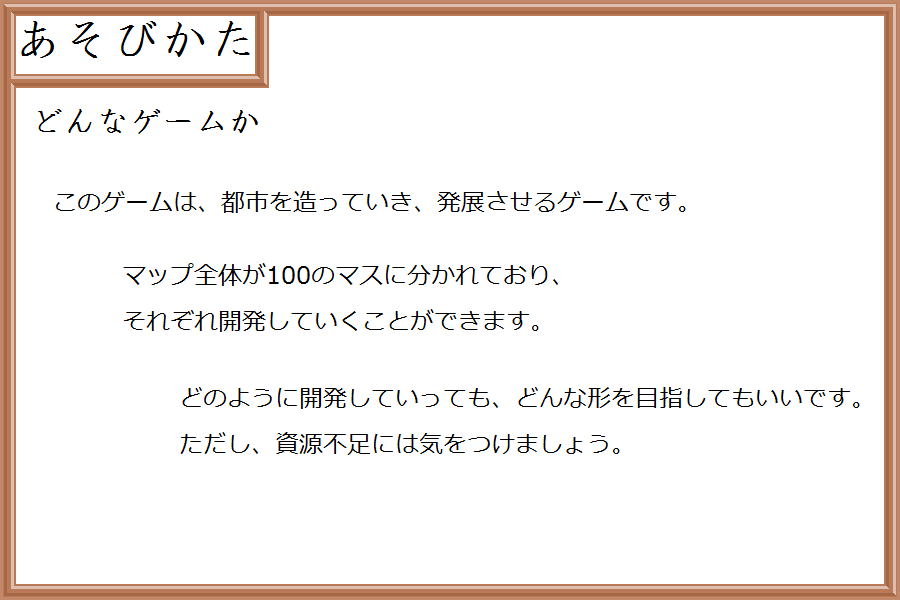 あそびかた
どんなゲームか
このゲームは、都市を造っていき、発展させるゲームです。
マップ全体が100のマスに分かれており、
それぞれ開発していくことができます。
どのように開発していっても、どんな形を目指してもいいです。
ただし、資源不足には気をつけましょう。